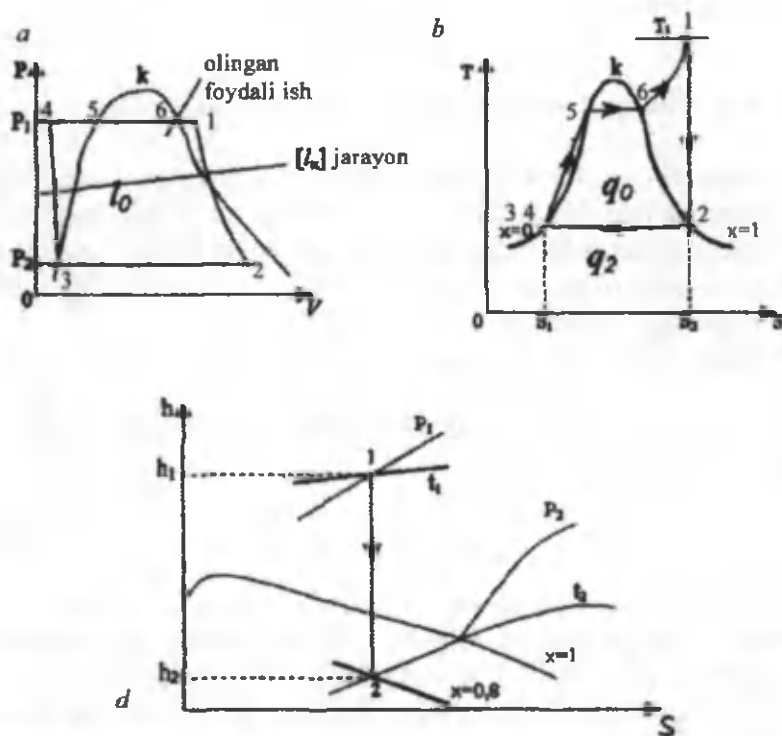 a
P
k
olingan
foydali ish
P₁
4
5
6
1
[lₙ] jarayon
l₀
P₂
3
2
0
V
b
T
T₁
1
k
5
6
q₀
3 4
x=0
2
x=1
q₂
0
S₁
S₂
S
h
P₁
h₁
1
t₁
P₂
t₂
x=1
h₂
2
x=0,8
d
S